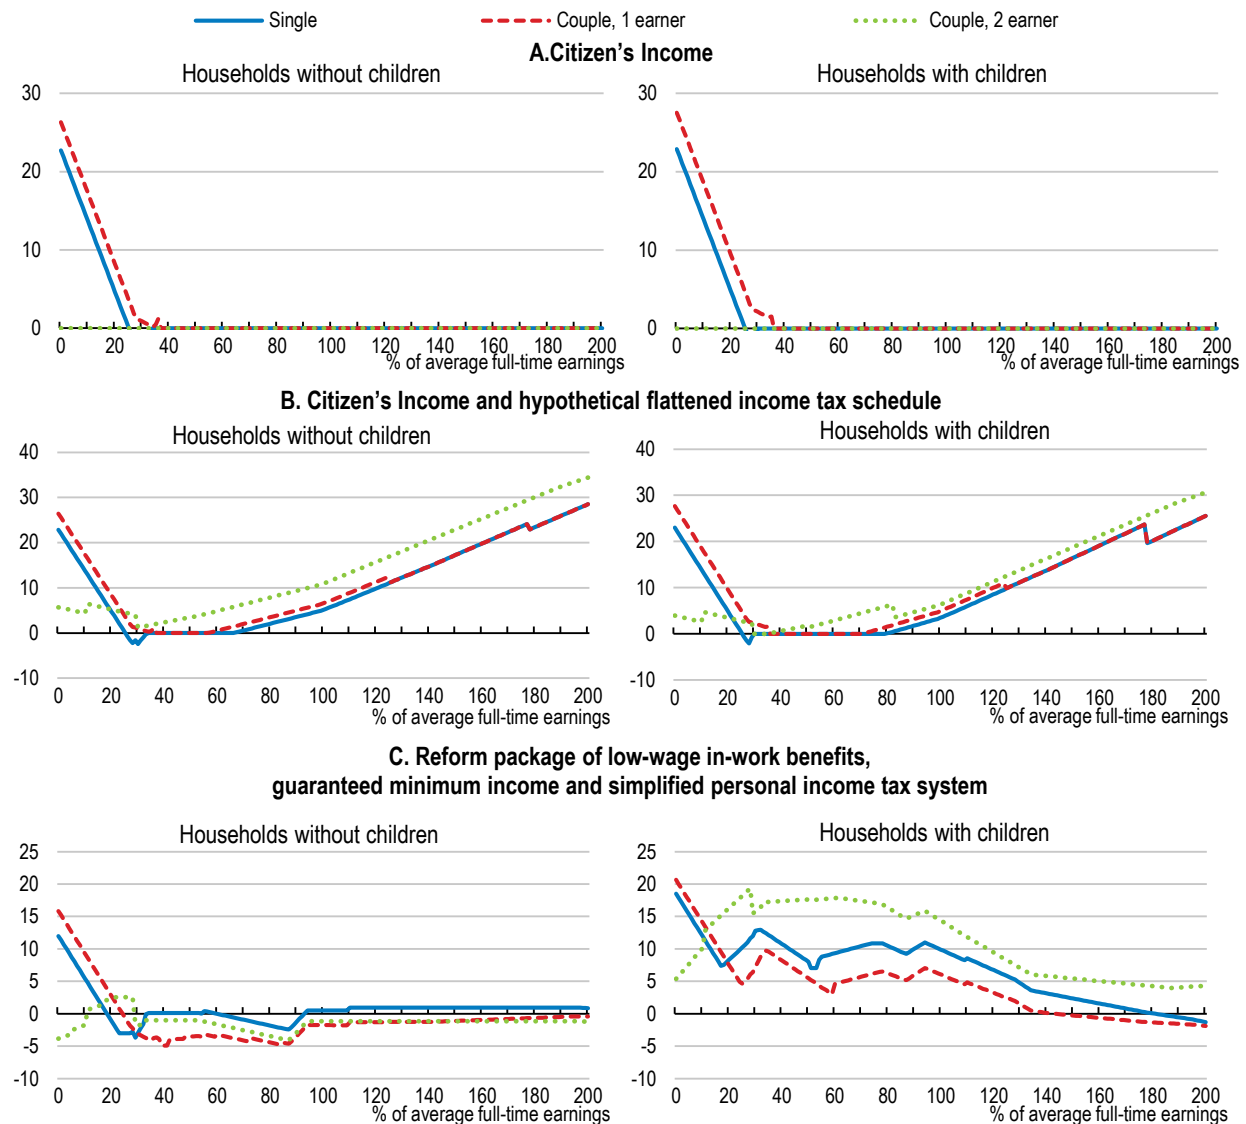 Single Couple, 1 earner Couple, 2 earner
A.Citizen's Income
Households without children Households with children
30 30
20 20
10 10
0 0
0 20 40 60 80 100 120 140 160 180 200 0 20 40 60 80 100 120 140 160 180 200
% of average full-time earnings % of average full-time earnings
B. Citizen's Income and hypothetical flattened income tax schedule
Households without children Households with children
40 40
30 30
20 20
10 10
0 0
-10 -10
0 20 40 60 80 100 120 140 160 180 200 0 20 40 60 80 100 120 140 160 180 200
% of average full-time earnings % of average full-time earnings
C. Reform package of low-wage in-work benefits,
guaranteed minimum income and simplified personal income tax system
Households without children Households with children
25 25
20 20
15 15
10 10
5 5
0 0
-5 -5
-10 -10
0 20 40 60 80 100 120 140 160 180 200 0 20 40 60 80 100 120 140 160 180 200
% of average full-time earnings % of average full-time earnings